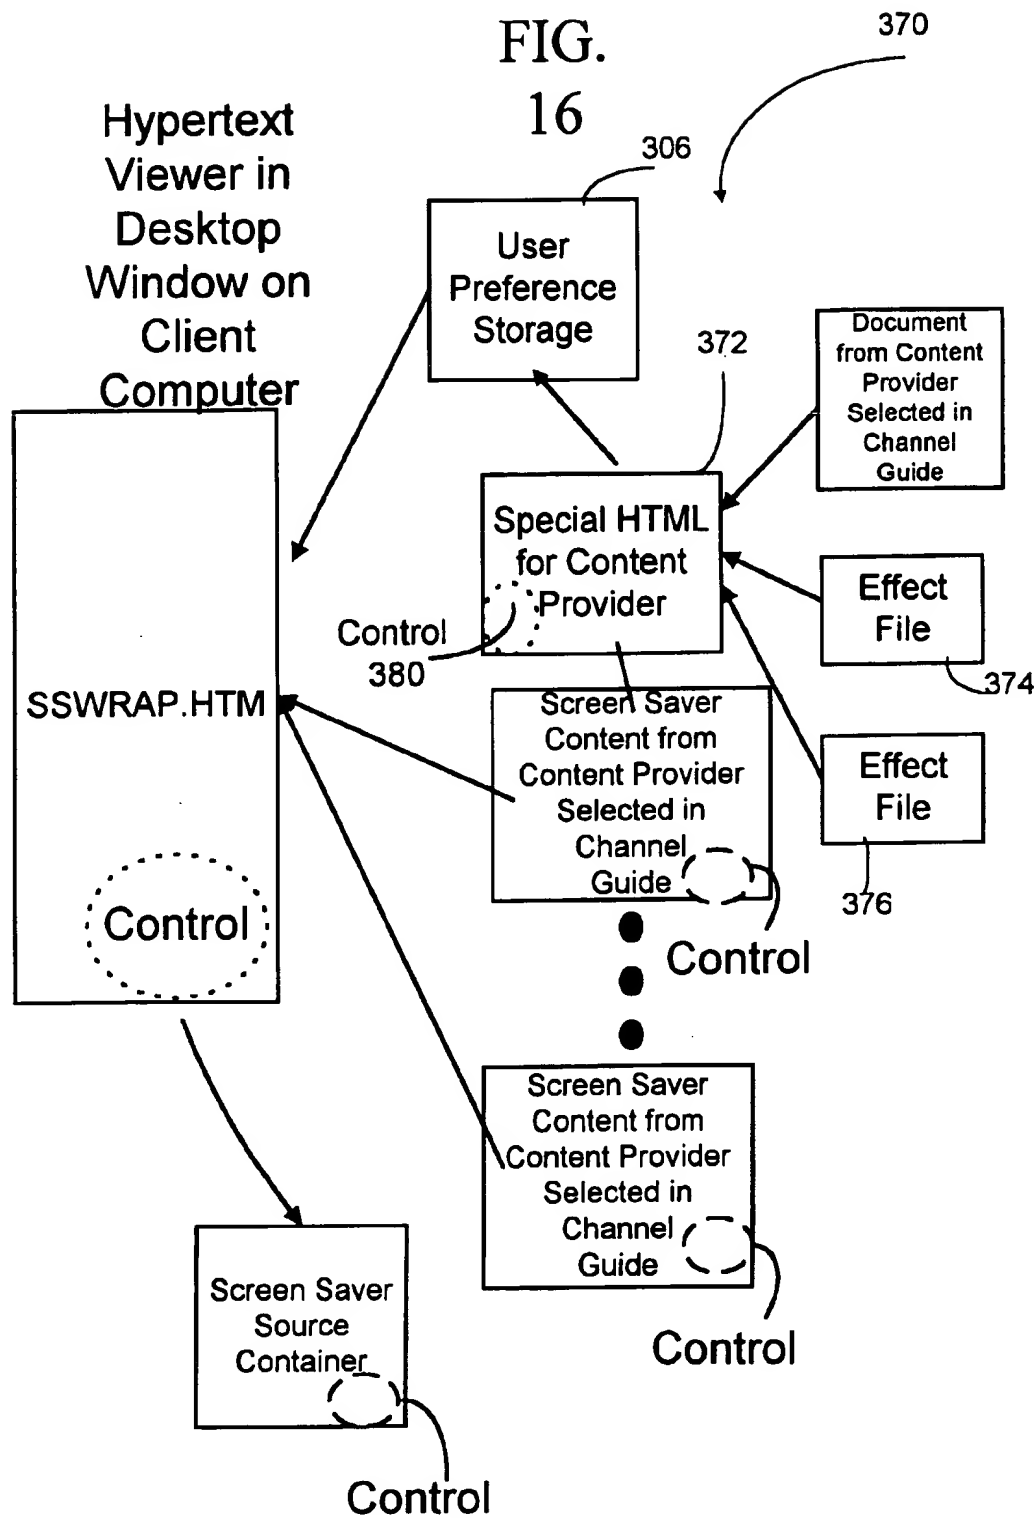 FIG.
16
370
Hypertext
Viewer in
Desktop
Window on
Client
Computer
306
User
Preference
Storage
372
Document
from Content
Provider
Selected in
Channel
Guide
Special HTML
for Content
Provider
Control
380
Effect
File
374
SSWRAP.HTM
Screen Saver
Content from
Content Provider
Selected in
Channel
Guide
Effect
File
376
Control
Control
Screen Saver
Content from
Content Provider
Selected in
Channel
Guide
Control
Screen Saver
Source
Container
Control